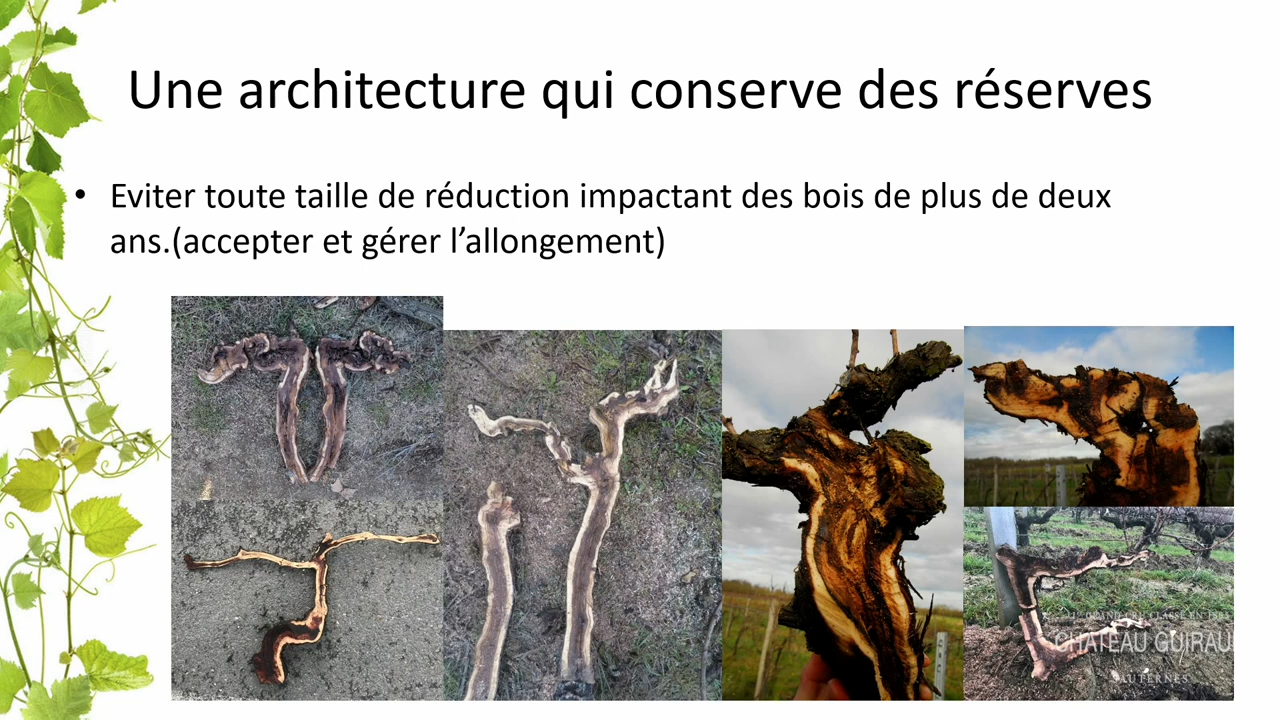 Une architecture qui conserve des réserves
• Eviter toute taille de réduction impactant des bois de plus de deux
ans.(accepter et gérer l’allongement)
CHATEAU GUIRAU
SAUTERNES